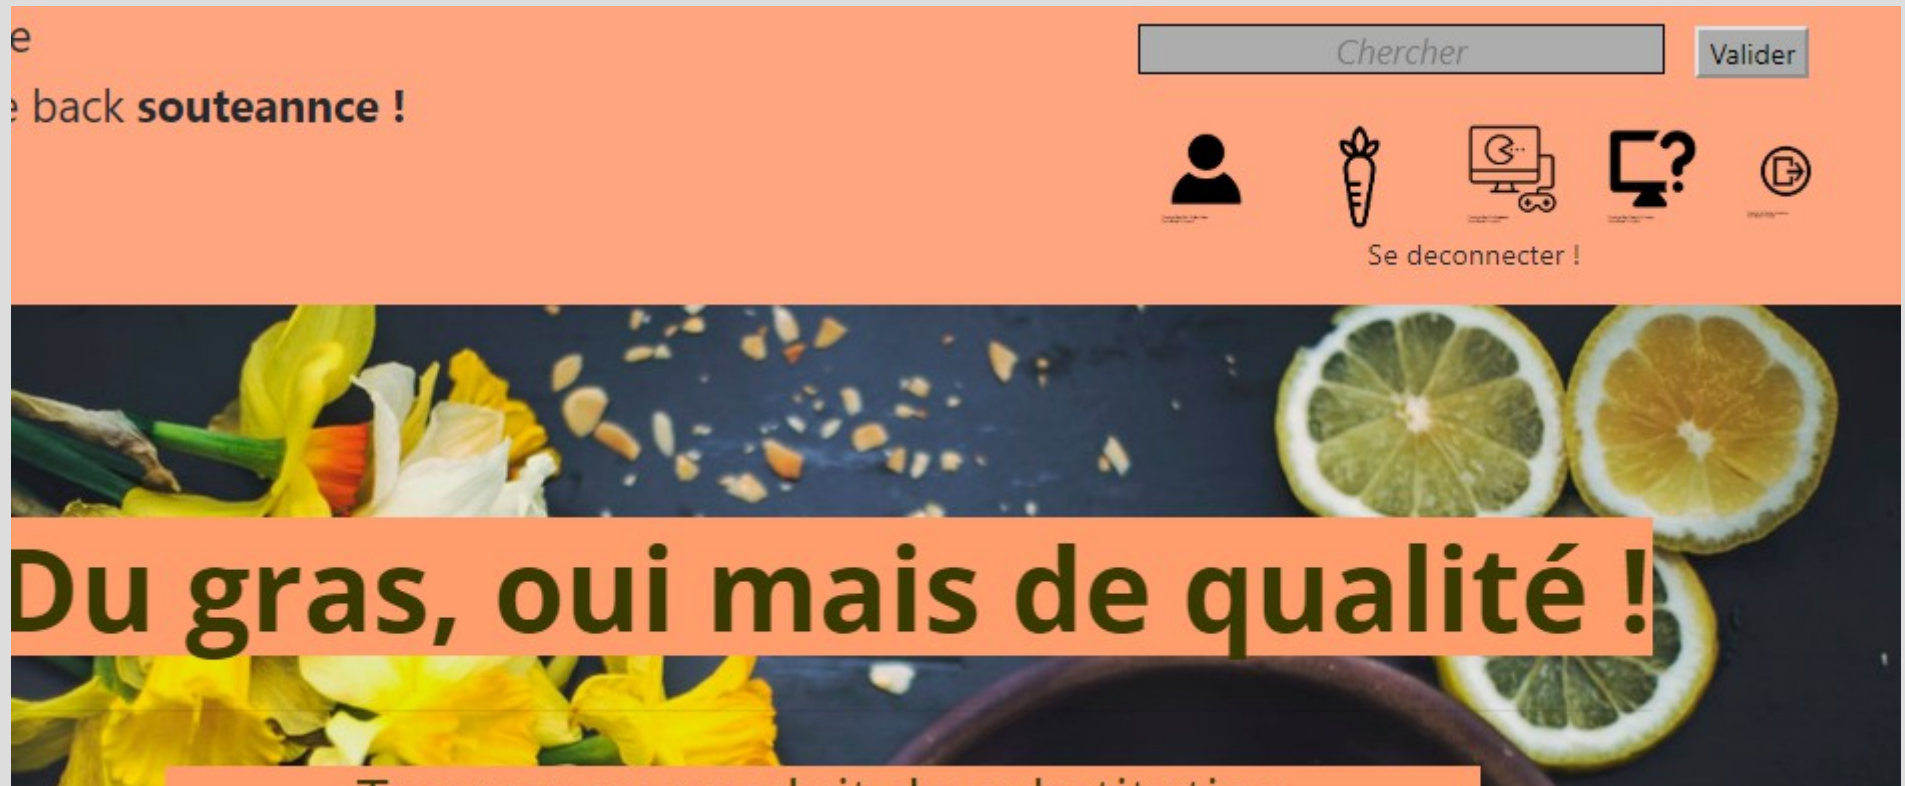 e
e back souteannce !
Chercher
Valider
Se deconnecter !
Du gras, oui mais de qualité !